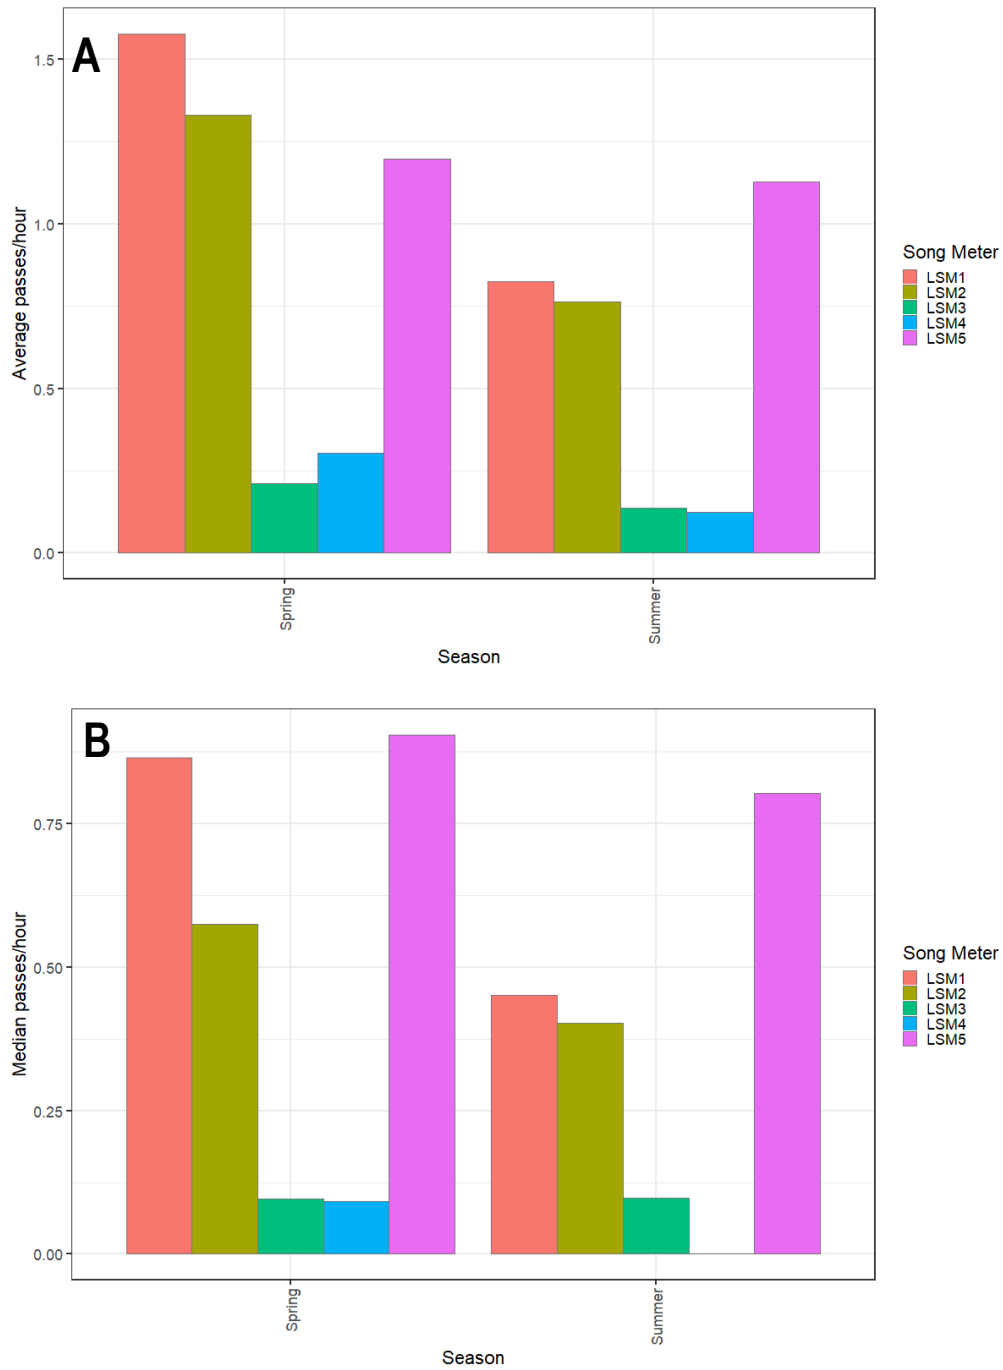 A
1.5
1.0
0.5
0.0
Average passes/hour
Spring
Summer
Season
Song Meter
LSM1
LSM2
LSM3
LSM4
LSM5
B
0.75
0.50
0.25
0.00
Median passes/hour
Spring
Summer
Season
Song Meter
LSM1
LSM2
LSM3
LSM4
LSM5